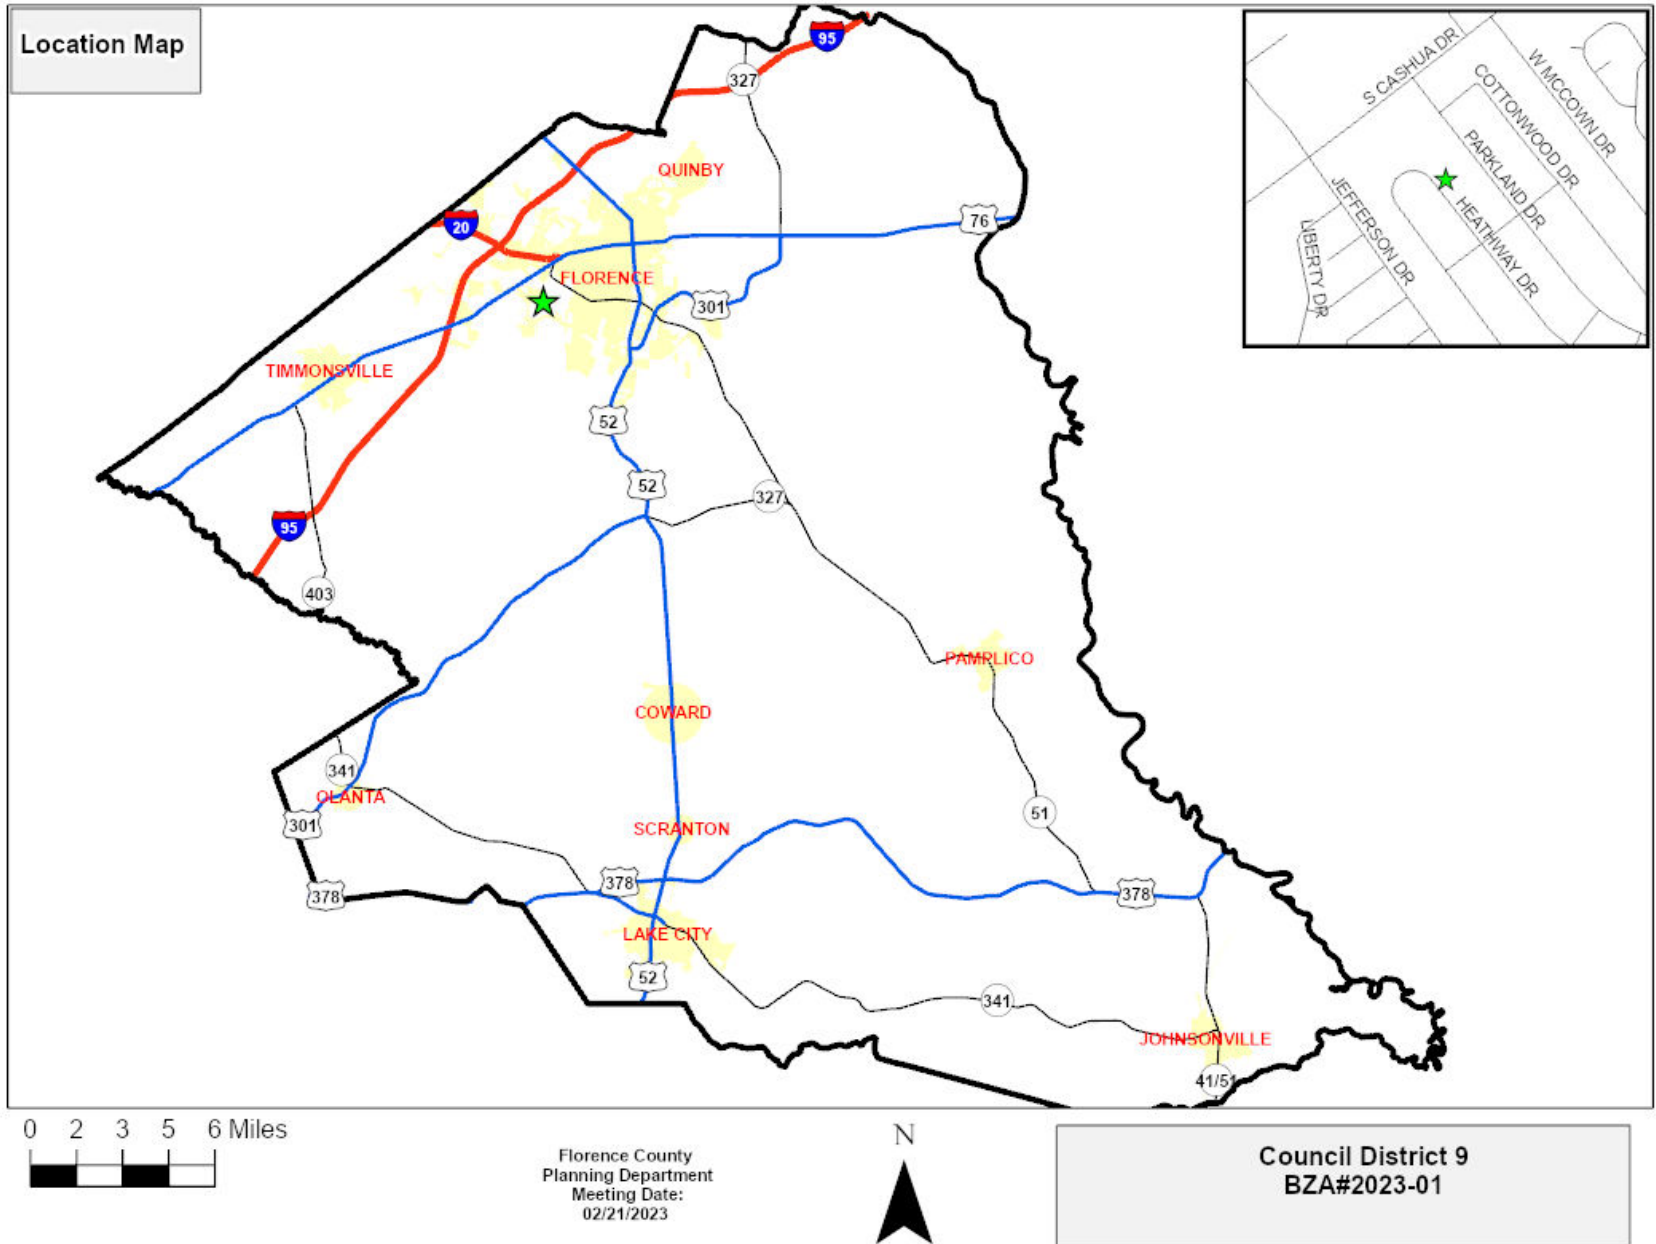 Location Map
95
327
S CASHUA DR
W MCCOWN DR
COTTONWOOD DR
PARKLAND DR
JEFFERSON DR
HEATHWAY DR
LIBERTY DR
QUINBY
20
76
FLORENCE
301
TIMMONSVILLE
52
52
327
95
403
PAMPLICO
COWARD
341
OLANTA
301
51
SCRANTON
378
378
378
LAKE CITY
52
341
JOHNSONVILLE
41/51
0 2 3 5 6 Miles
Florence County
Planning Department
Meeting Date:
02/21/2023
N
Council District 9
BZA#2023-01